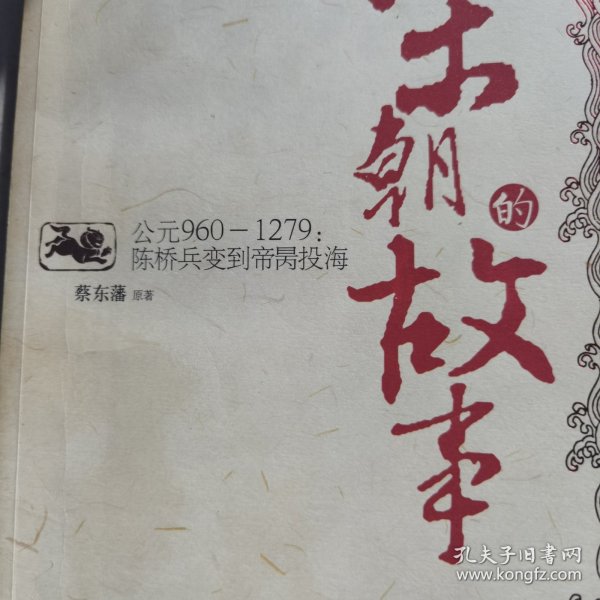 宋朝的故事
公元960－1279：
陈桥兵变到帝昺投海
蔡东藩 原著
孔夫子旧书网
www.kongfz.com